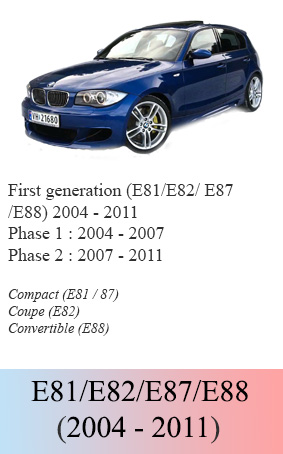 VH 21680
First generation (E81/E82/ E87
/E88) 2004 - 2011
Phase 1 : 2004 - 2007
Phase 2 : 2007 - 2011
Compact (E81 / 87)
Coupe (E82)
Convertible (E88)
E81/E82/E87/E88
(2004 - 2011)